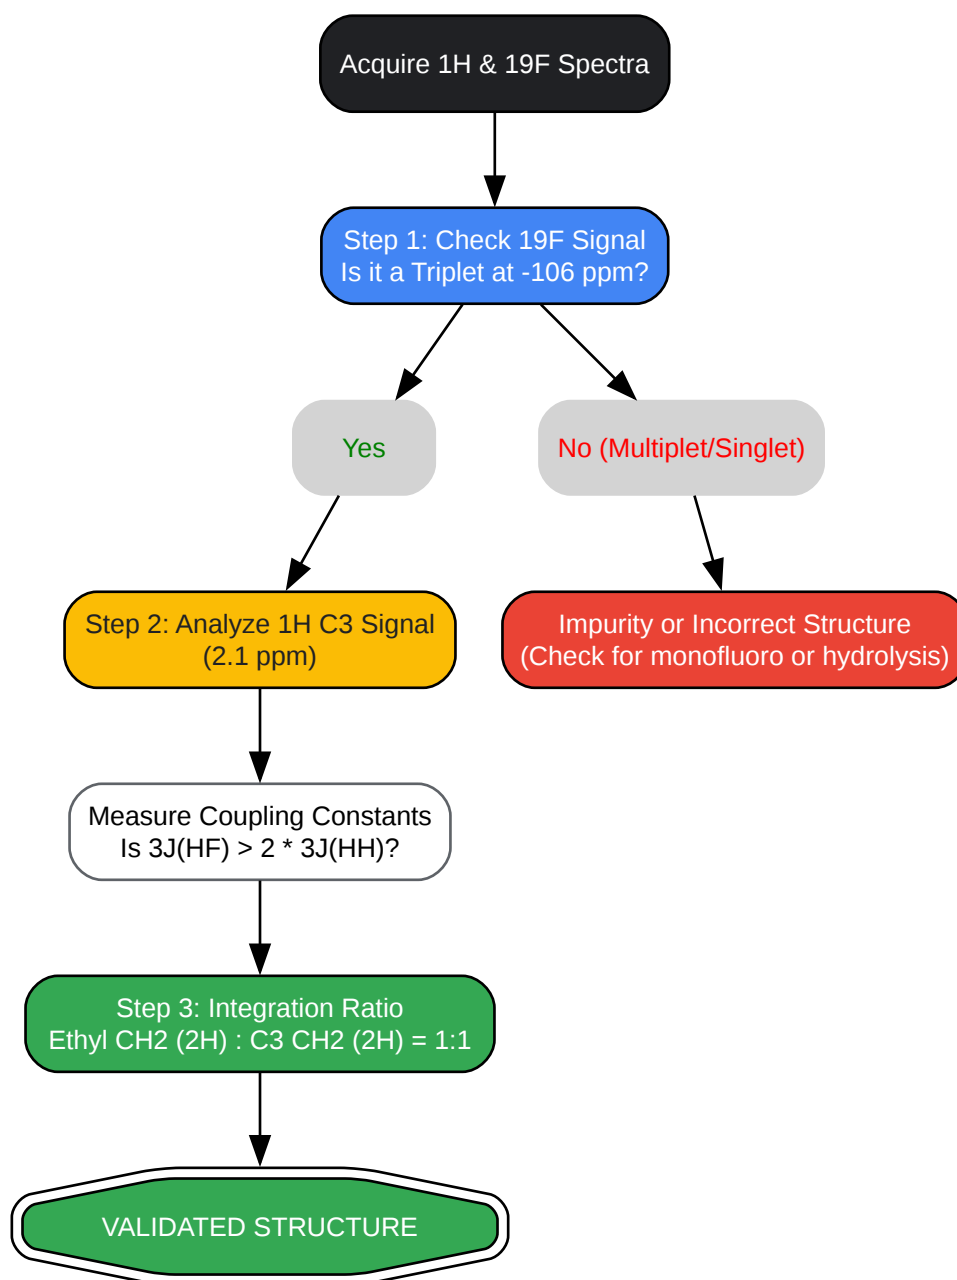 Acquire 1H & 19F Spectra
Step 1: Check 19F Signal
Is it a Triplet at -106 ppm?
Yes
No (Multiplet/Singlet)
Step 2: Analyze 1H C3 Signal
(2.1 ppm)
Impurity or Incorrect Structure
(Check for monofluoro or hydrolysis)
Measure Coupling Constants
Is 3J(HF) > 2 * 3J(HH)?
Step 3: Integration Ratio
Ethyl CH2 (2H) : C3 CH2 (2H) = 1:1
VALIDATED STRUCTURE